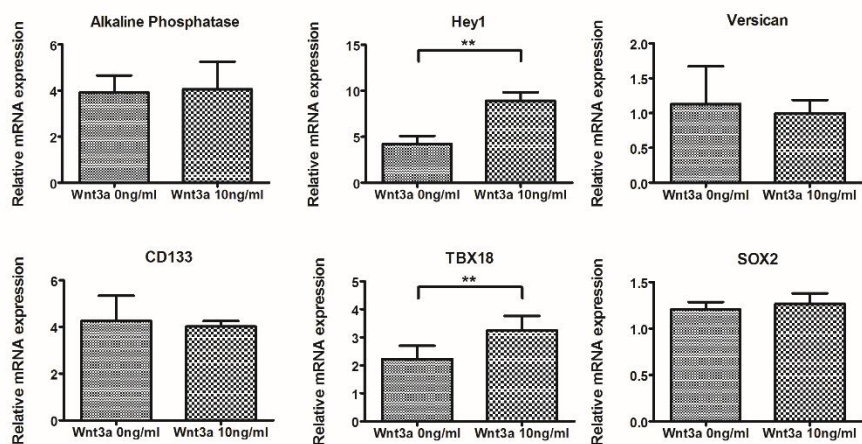 Alkaline Phosphatase
Relative mRNA expression
6
4
2
0
Wnt3a 0ng/ml Wnt3a 10ng/ml
Hey1
Relative mRNA expression
15
10
5
0
**
Wnt3a 0ng/ml Wnt3a 10ng/ml
Versican
Relative mRNA expression
2.0
1.5
1.0
0.5
0.0
Wnt3a 0ng/ml Wnt3a 10ng/ml
CD133
Relative mRNA expression
6
4
2
0
Wnt3a 0ng/ml Wnt3a 10ng/ml
TBX18
Relative mRNA expression
5
4
3
2
1
0
**
Wnt3a 0ng/ml Wnt3a 10ng/ml
SOX2
Relative mRNA expression
1.5
1.0
0.5
0.0
Wnt3a 0ng/ml Wnt3a 10ng/ml